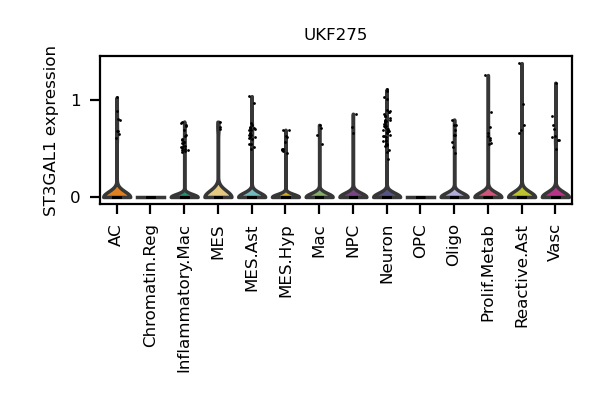 UKF275
ST3GAL1 expression
1
0
AC
Chromatin.Reg
Inflammatory.Mac
MES
MES.Ast
MES.Hyp
Mac
NPC
Neuron
OPC
Oligo
Prolif.Metab
Reactive.Ast
Vasc